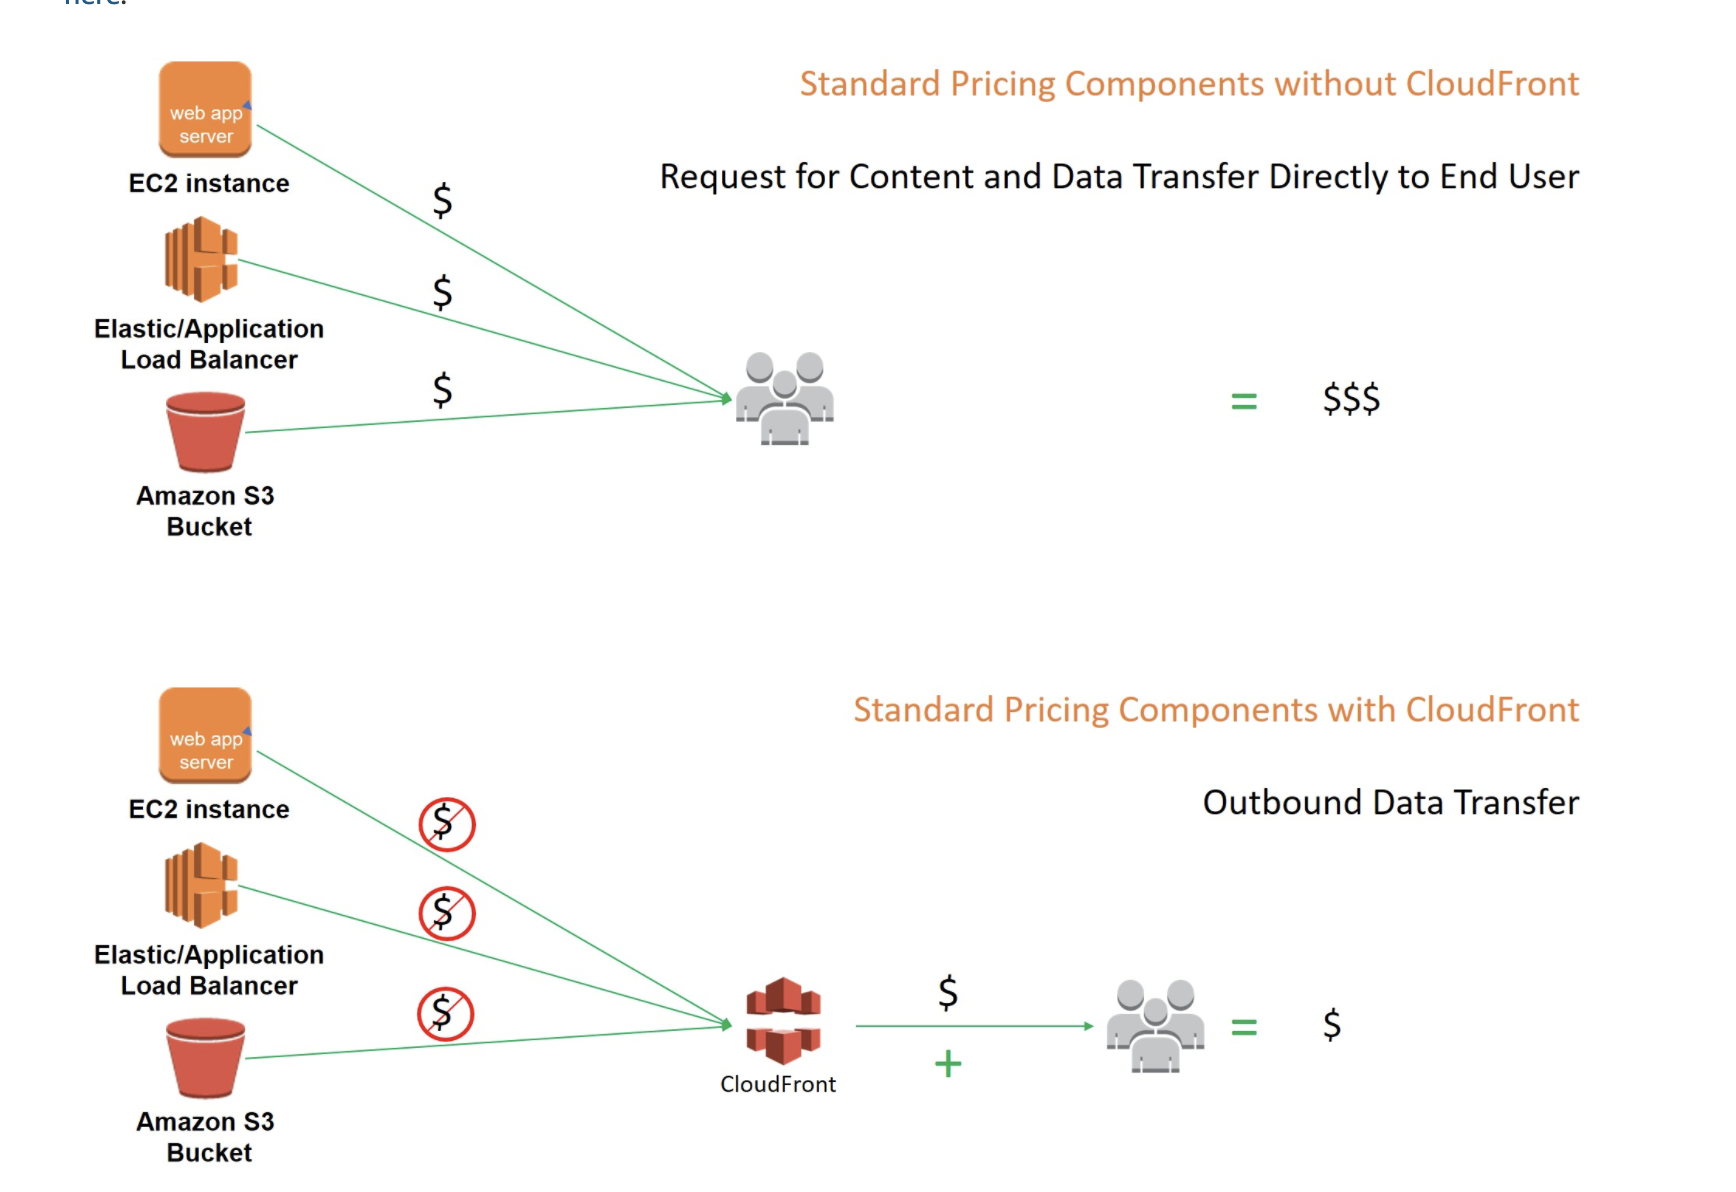 here.
Standard Pricing Components without CloudFront
Request for Content and Data Transfer Directly to End User
web app
server
EC2 instance
$
Elastic/Application
Load Balancer
$
Amazon S3
Bucket
$
= $$$
Standard Pricing Components with CloudFront
Outbound Data Transfer
web app
server
EC2 instance
$
Elastic/Application
Load Balancer
$
Amazon S3
Bucket
$
CloudFront
$
+
= $